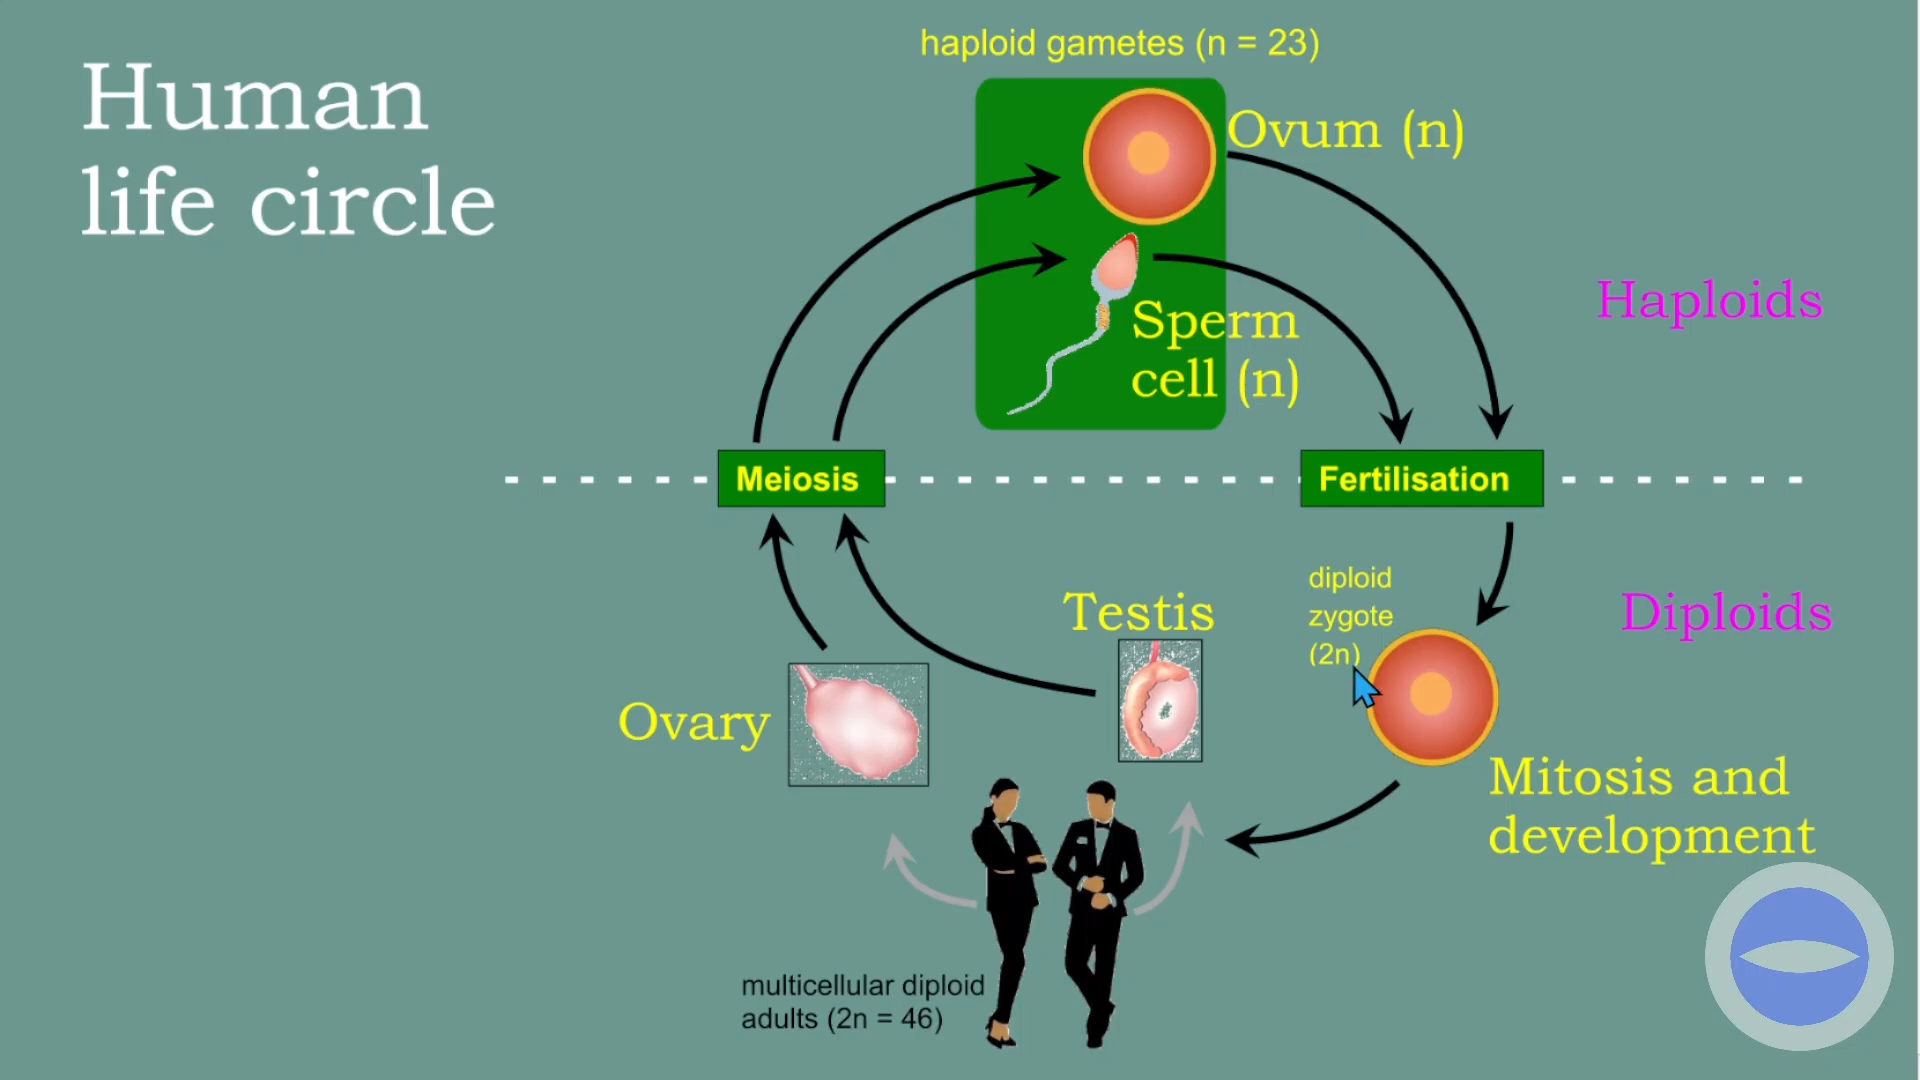 Human
life circle
haploid gametes (n = 23)
Ovum (n)
Sperm
cell (n)
Haploids
Meiosis
Fertilisation
diploid
zygote
(2n)
Diploids
Testis
Ovary
Mitosis and
development
multicellular diploid
adults (2n = 46)